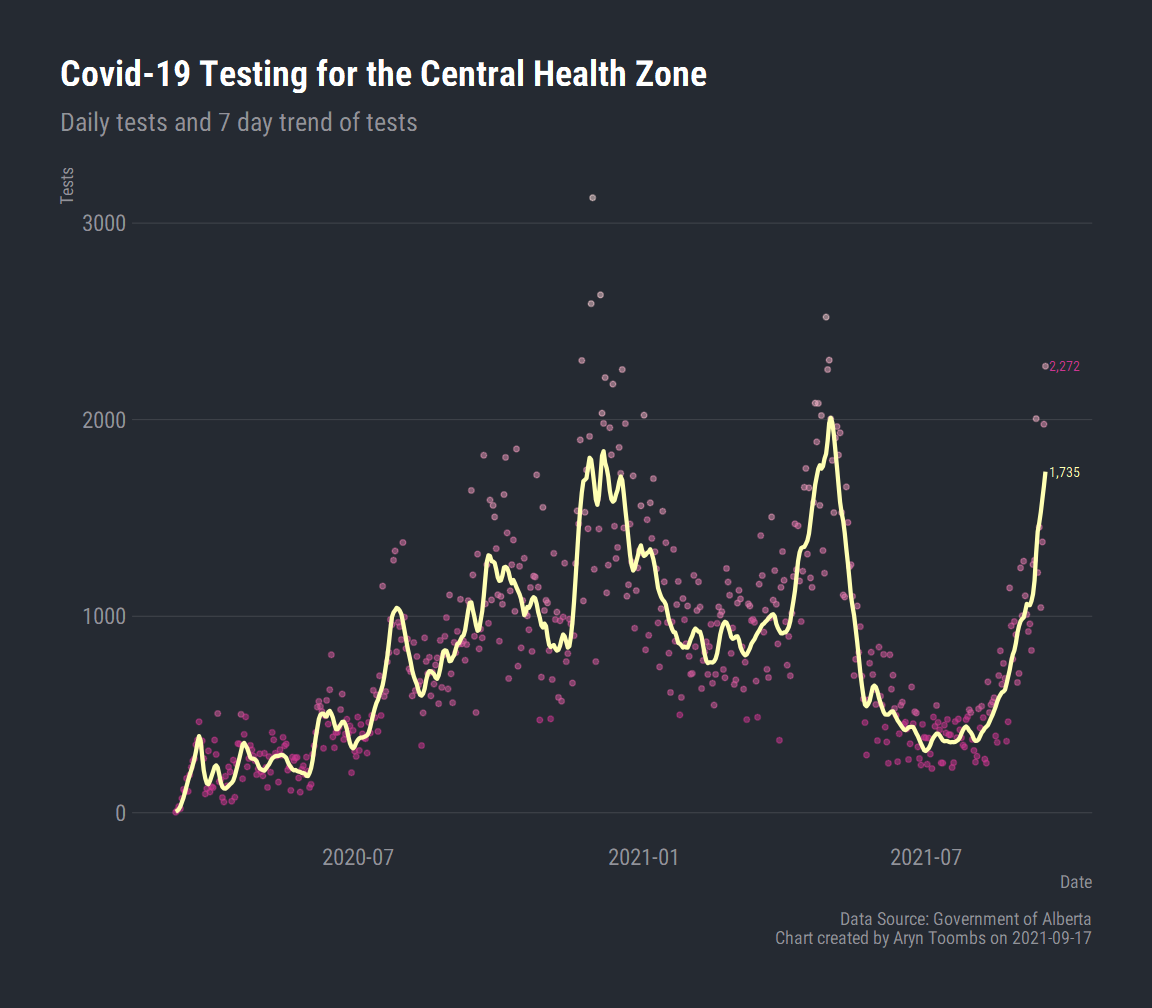 Covid-19 Testing for the Central Health Zone
Daily tests and 7 day trend of tests
Tests
3000
2000
1000
0
2,272
1,735
2020-07
2021-01
2021-07
Date
Data Source: Government of Alberta
Chart created by Aryn Toombs on 2021-09-17